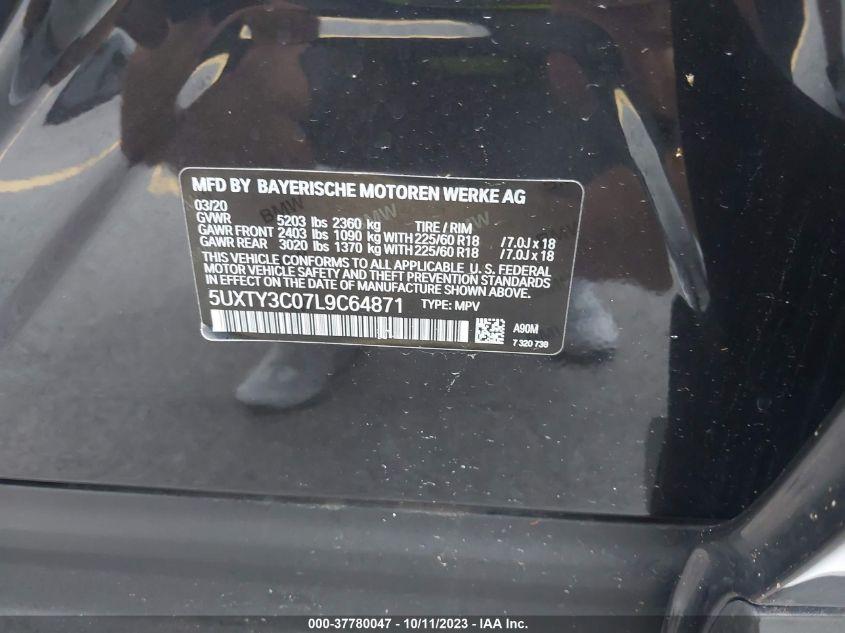 MFD BY BAYERISCHE MOTOREN WERKE AG
03/20
GVWR 5203 lbs 2360 kg TIRE / RIM
GAWR FRONT 2403 lbs 1090 kg WITH 225/60 R18 /7.0J x 18
GAWR REAR 3020 lbs 1370 kg WITH 225/60 R18 /7.0J x 18
THIS VEHICLE CONFORMS TO ALL APPLICABLE U. S. FEDERAL
MOTOR VEHICLE SAFETY AND THEFT PREVENTION STANDARDS
IN EFFECT ON THE DATE OF MANUFACTURE SHOWN ABOVE.
5UXTY3C07L9C64871 TYPE: MPV
A90M
7 320 739
000-37780047 - 10/11/2023 - IAAI.com